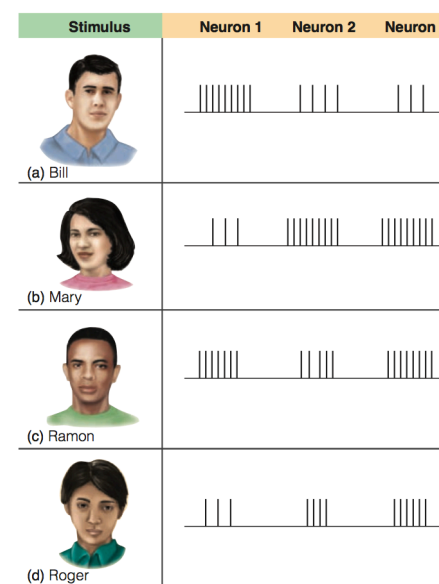 Stimulus Neuron 1 Neuron 2 Neuron
(a) Bill
(b) Mary
(c) Ramon
(d) Roger